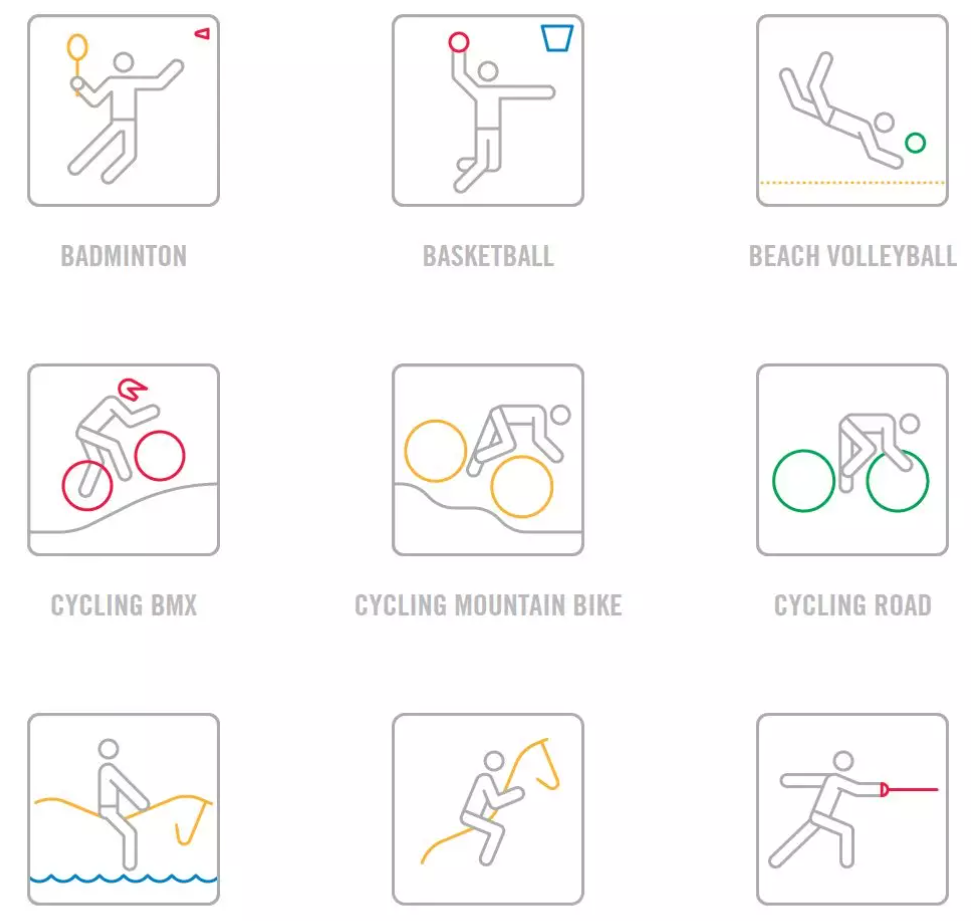 BADMINTON
BASKETBALL
BEACH VOLLEYBALL
CYCLING BMX
CYCLING MOUNTAIN BIKE
CYCLING ROAD